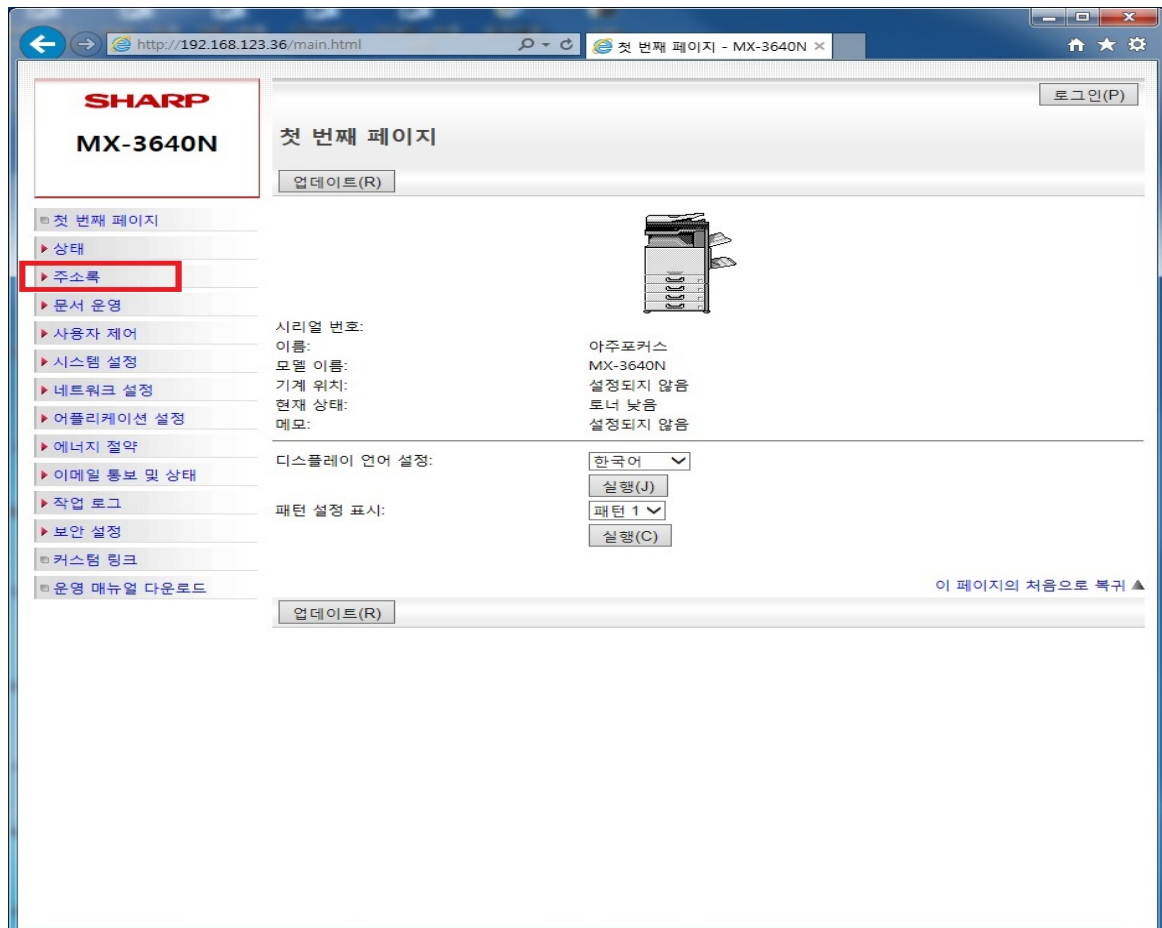 http://192.168.123.36/main.html
첫 번째 페이지 - MX-3640N
SHARP
MX-3640N
로그인(P)
첫 번째 페이지
업데이트(R)
첫 번째 페이지
상태
주소록
문서 운영
사용자 제어
시스템 설정
네트워크 설정
어플리케이션 설정
에너지 절약
이메일 통보 및 상태
작업 로그
보안 설정
커스텀 링크
운영 매뉴얼 다운로드
시리얼 번호:
이름: 아주포커스
모델 이름: MX-3640N
기계 위치: 설정되지 않음
현재 상태: 토너 낮음
메모: 설정되지 않음
디스플레이 언어 설정: 한국어
실행(J)
패턴 설정 표시: 패턴 1
실행(C)
이 페이지의 처음으로 복귀
업데이트(R)